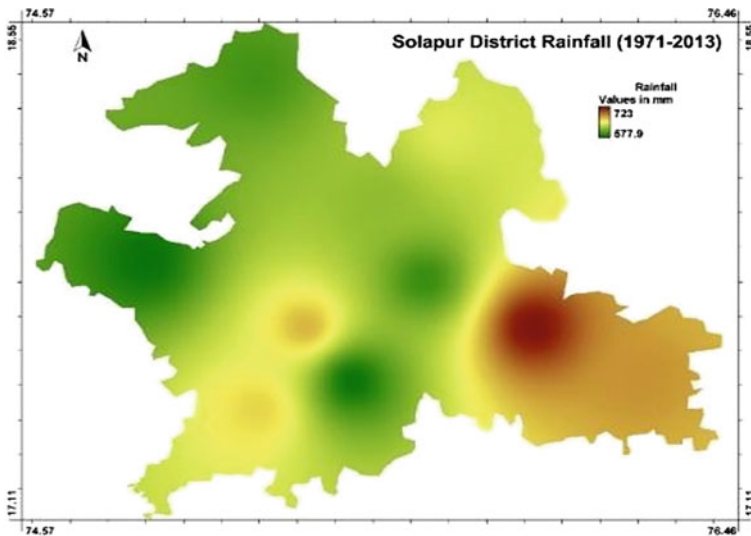 74.57 76.46
18.55 18.55
N
Solapur District Rainfall (1971-2013)
Rainfall
Values in mm
723
577.9
17.11 17.11
74.57 76.46